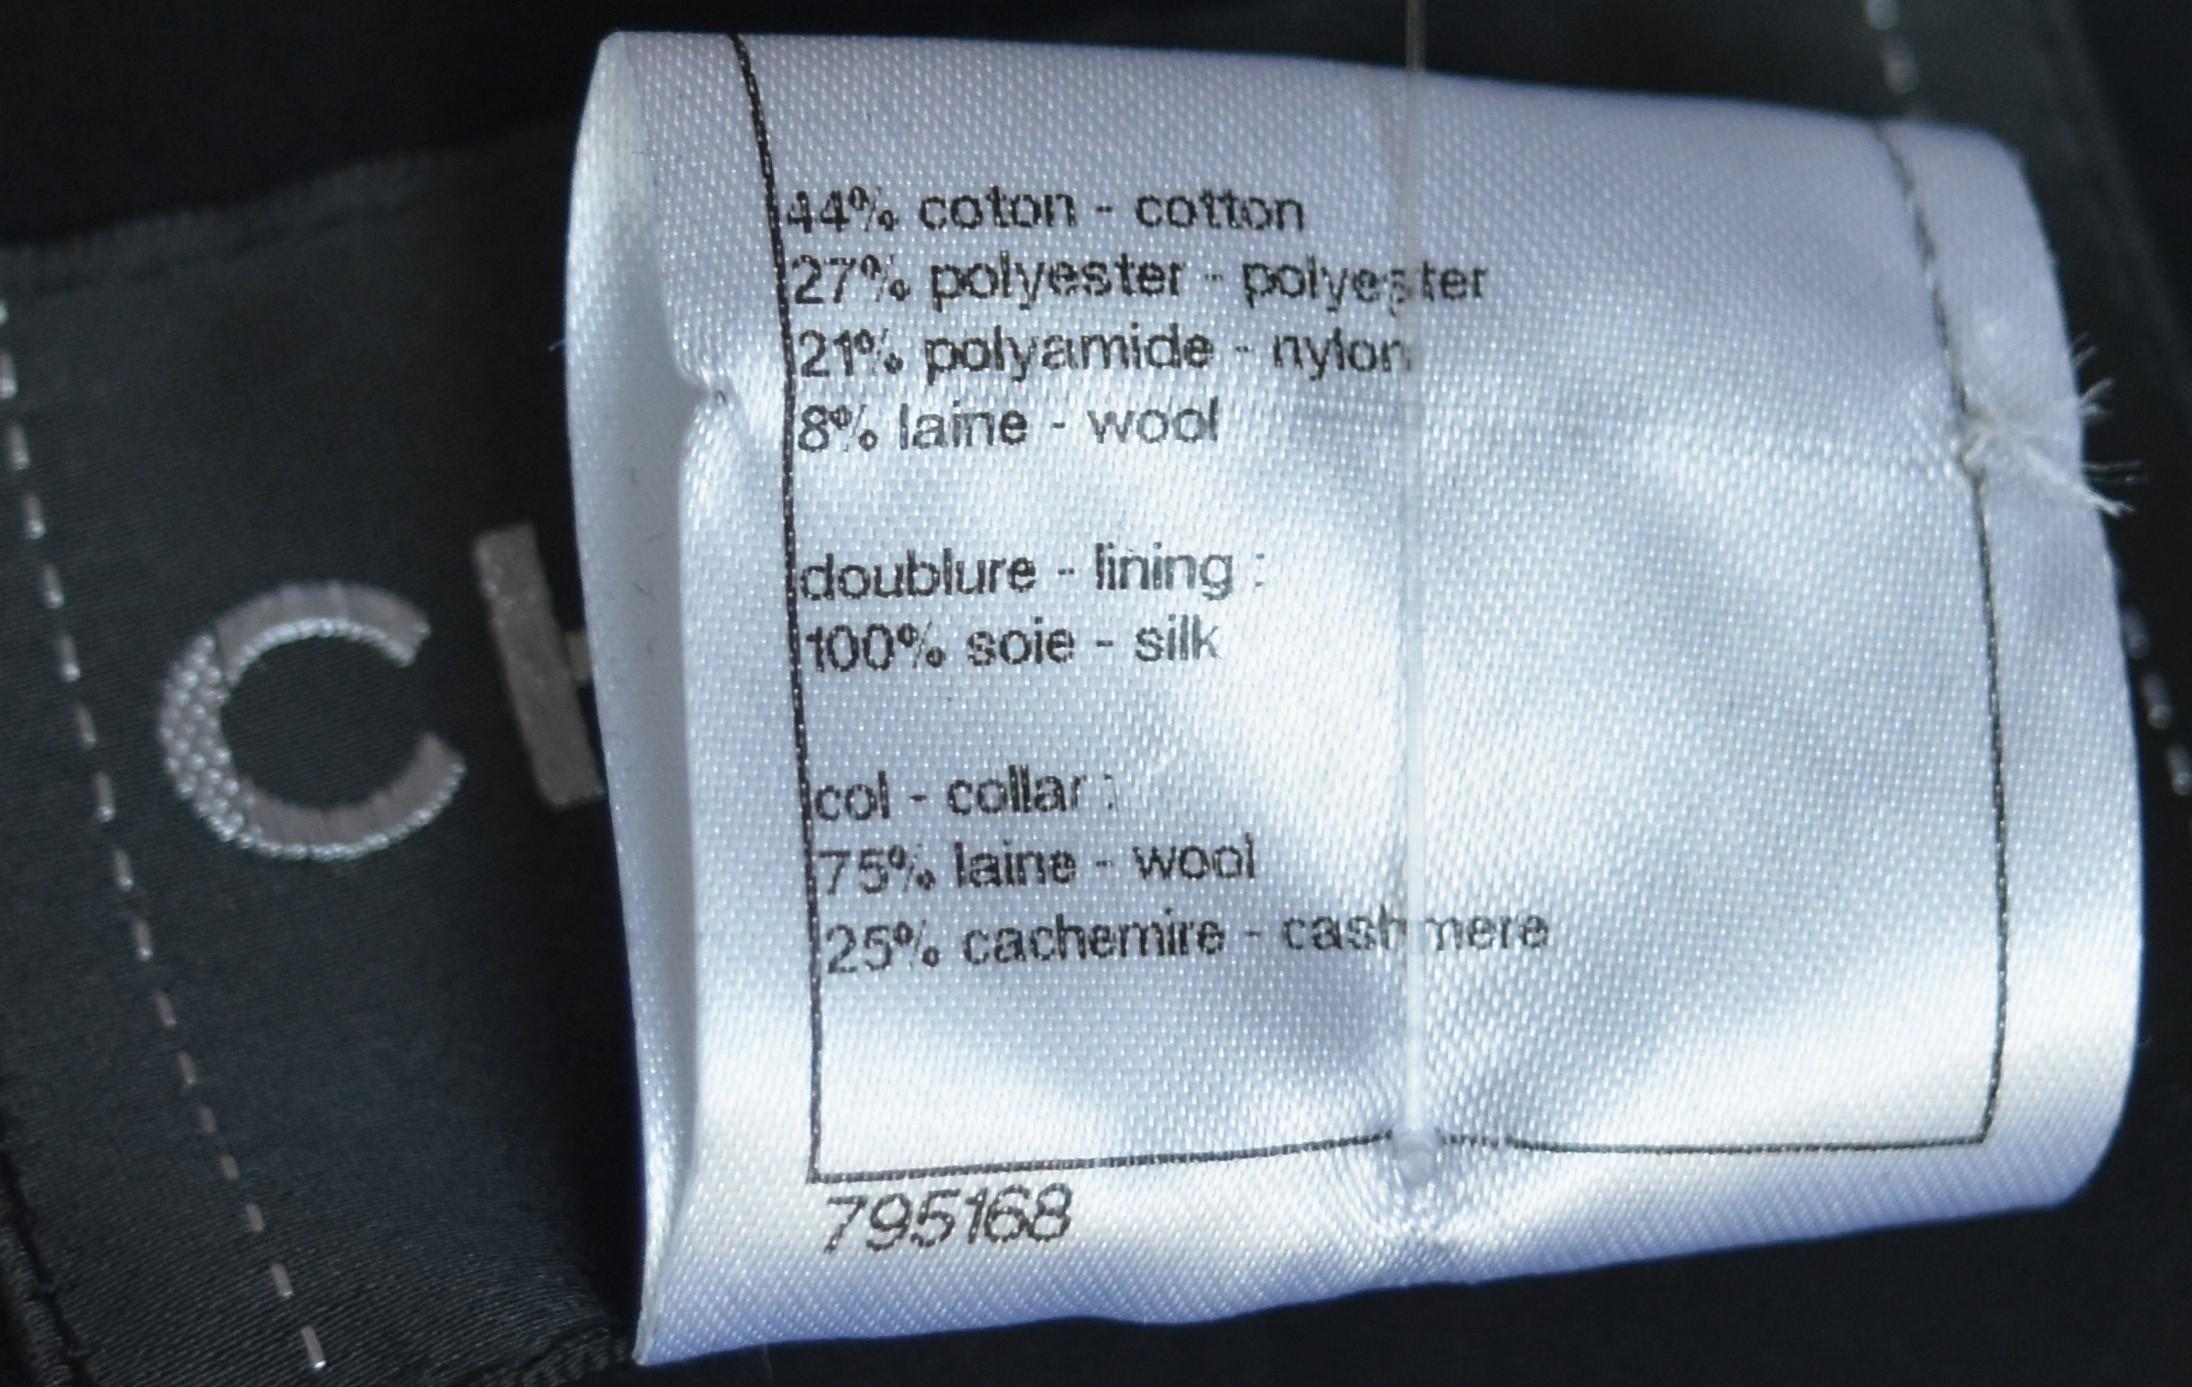 44% coton - cotton
27% polyester - polyester
21% polyamide - nylon
8% laine - wool
doublure - lining :
100% soie - silk
col - collar :
75% laine - wool
25% cachemire - cashmere
795168
CH